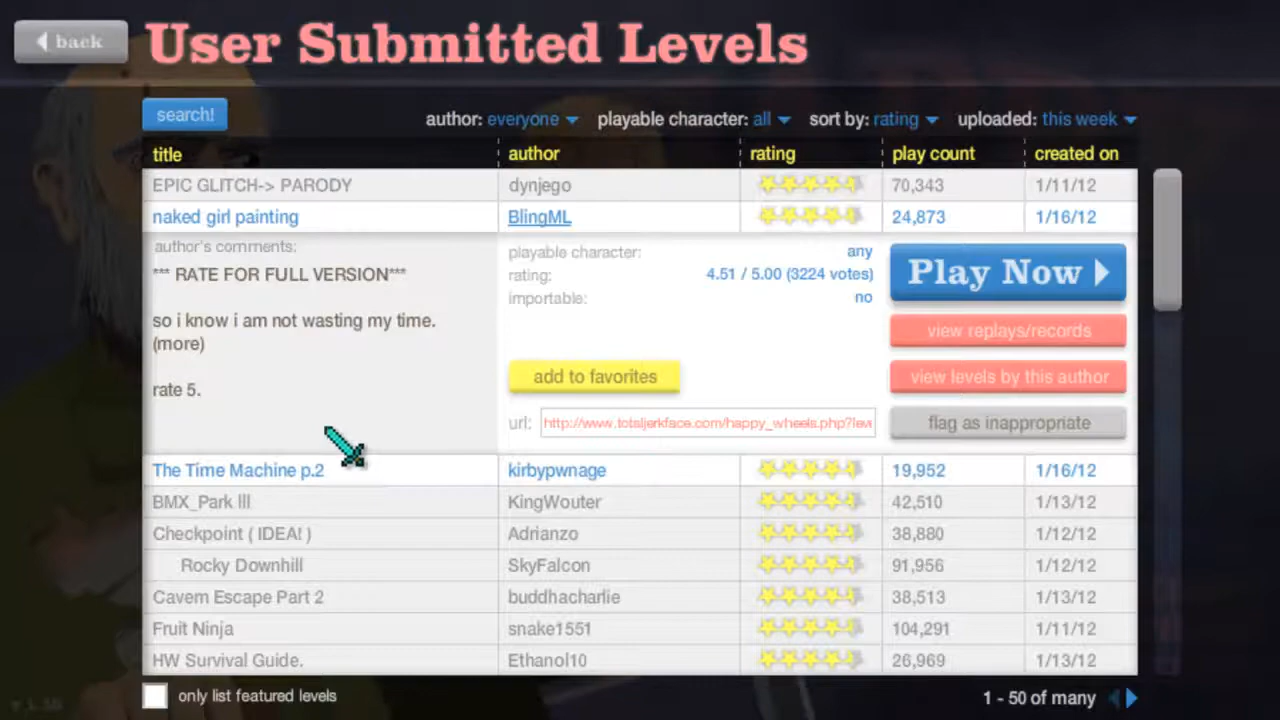 back
User Submitted Levels
search!
author: everyone
playable character: all
sort by: rating
uploaded: this week
title author rating play count created on
EPIC GLITCH-> PARODY dynjego 70,343 1/11/12
naked girl painting BlingML 24,873 1/16/12
author's comments:
*** RATE FOR FULL VERSION***
so i know i am not wasting my time.
(more)
rate 5.
playable character: any
rating: 4.51 / 5.00 (3224 votes)
importable: no
add to favorites
url: http://www.totaljerkface.com/happy_wheels.php?lev
Play Now
view replays/records
view levels by this author
flag as inappropriate
The Time Machine p.2 kirbypwnage 19,952 1/16/12
BMX_Park lll KingWouter 42,510 1/13/12
Checkpoint ( IDEA! ) Adrianzo 38,880 1/12/12
Rocky Downhill SkyFalcon 91,956 1/12/12
Cavern Escape Part 2 buddhacharlie 38,513 1/13/12
Fruit Ninja snake1551 104,291 1/11/12
HW Survival Guide. Ethanol10 26,969 1/13/12
only list featured levels
1 - 50 of many